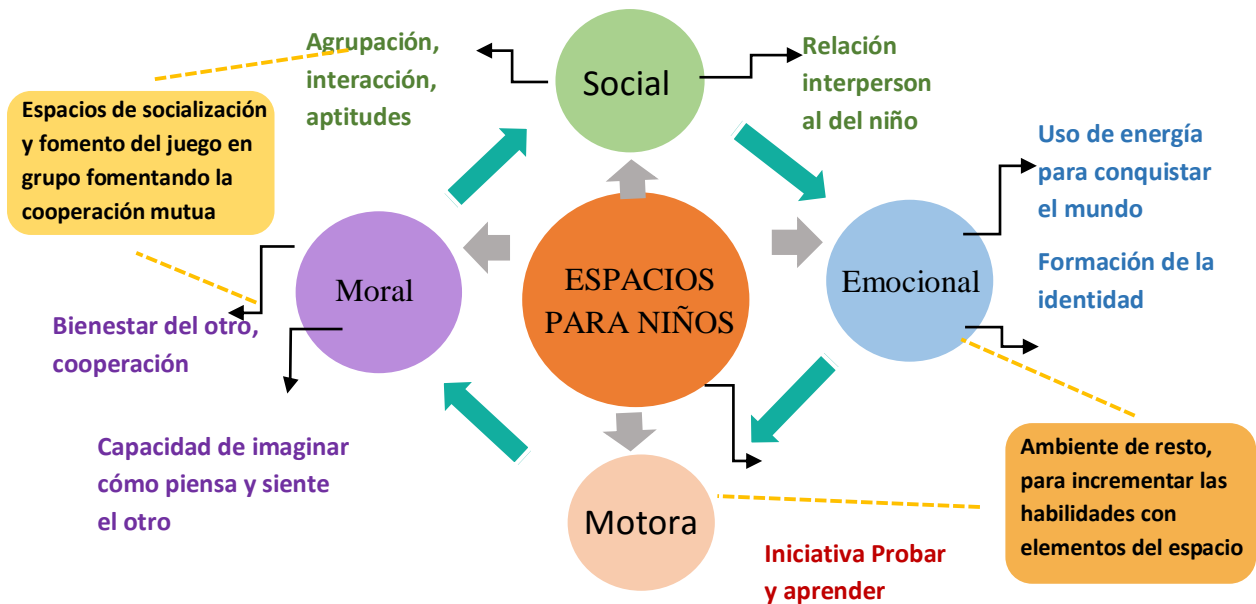 Agrupación,
interacción,
aptitudes
Social
Relación
interperson
al del niño
Espacios de socialización
y fomento del juego en
grupo fomentando la
cooperación mutua
Uso de energía
para conquistar
el mundo
Moral
ESPACIOS
PARA NIÑOS
Emocional
Formación de la
identidad
Bienestar del otro,
cooperación
Capacidad de imaginar
cómo piensa y siente
el otro
Motora
Iniciativa Probar
y aprender
Ambiente de resto,
para incrementar las
habilidades con
elementos del espacio